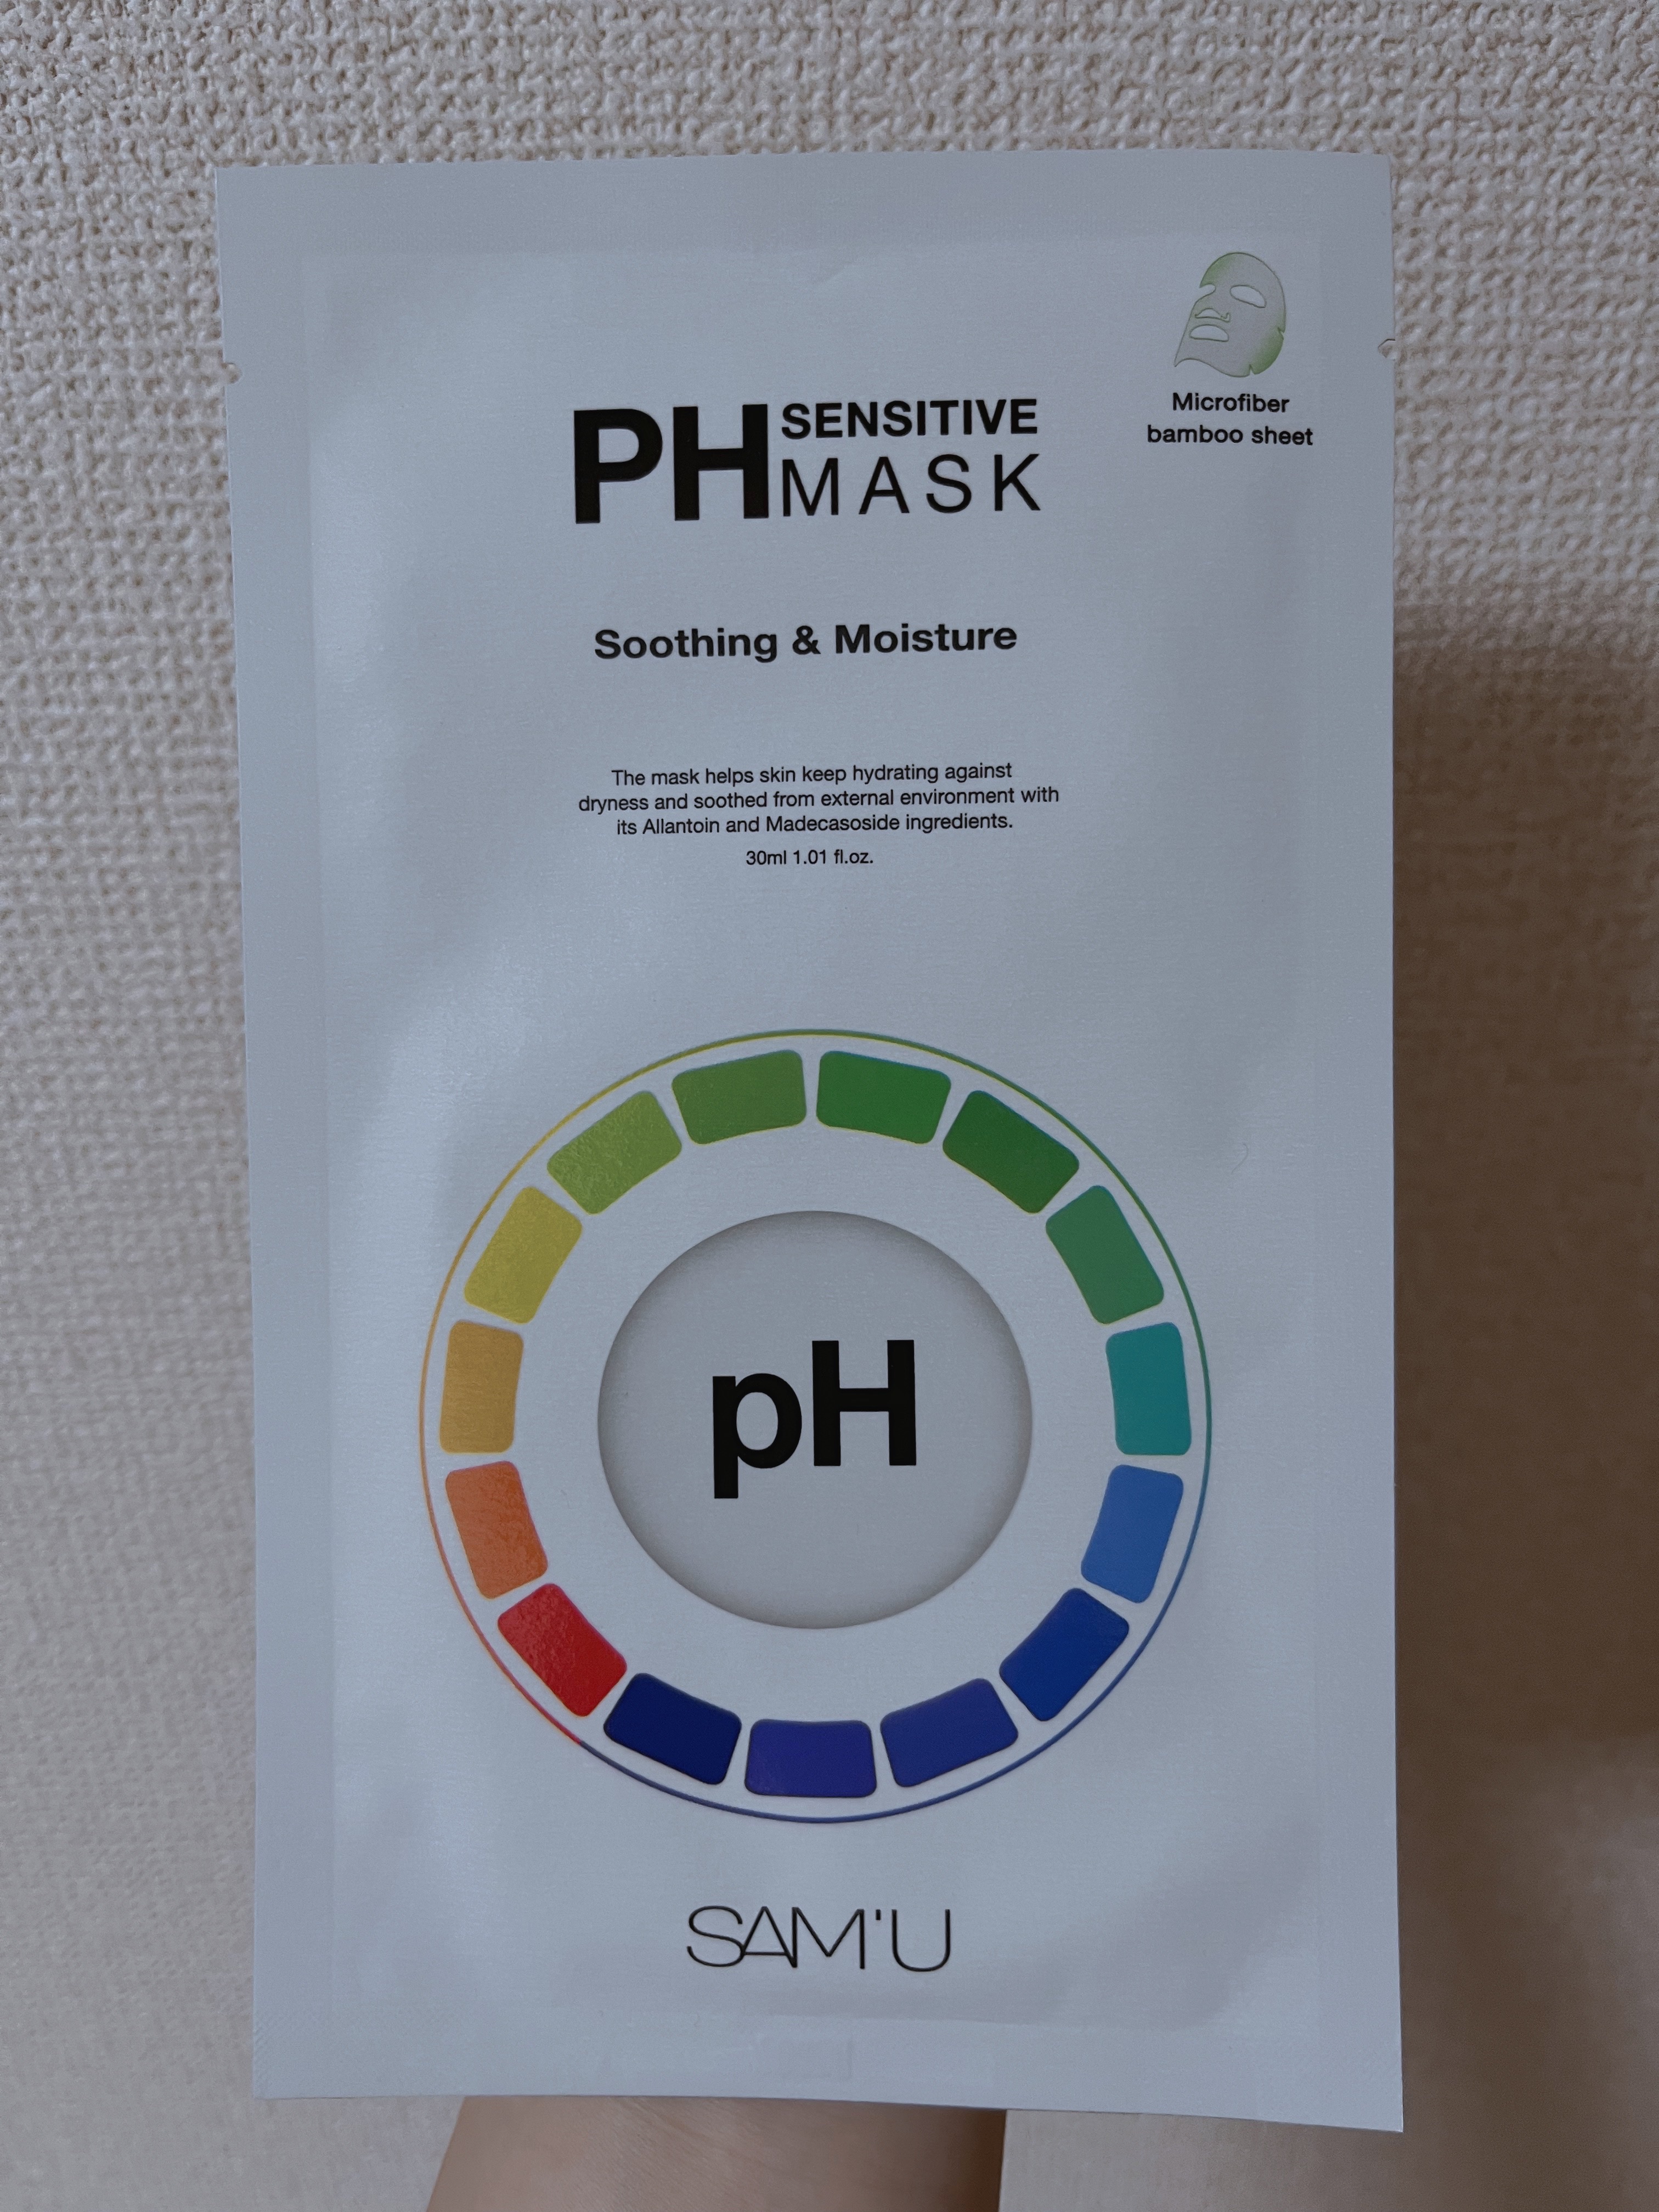 PH SENSITIVE
MASK
Microfiber
bamboo sheet
Soothing & Moisture
The mask helps skin keep hydrating against
dryness and soothed from external environment with
its Allantoin and Madecasoside ingredients.
30ml 1.01 fl.oz.
pH
SAM'U